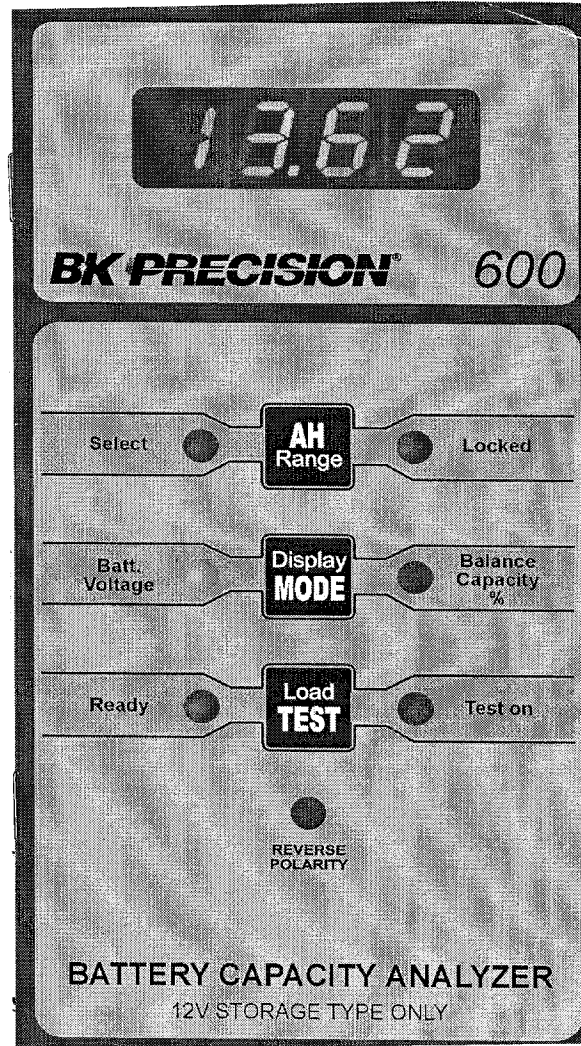 13.62
BK PRECISION® 600
Select
AH
Range
Locked
Batt.
Voltage
Display
MODE
Balance
Capacity
%
Ready
Load
TEST
Test on
REVERSE
POLARITY
BATTERY CAPACITY ANALYZER
12V STORAGE TYPE ONLY